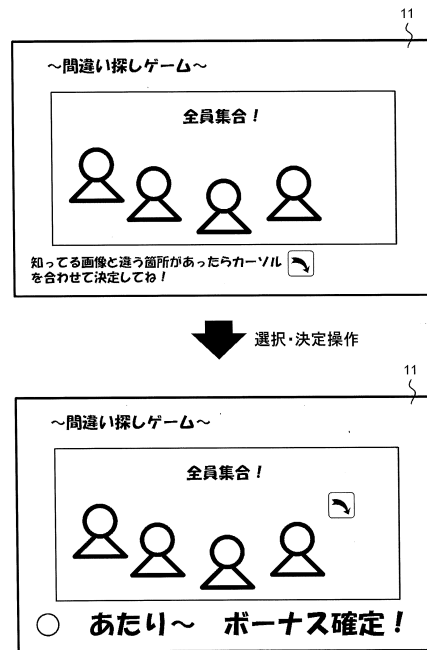 11
～間違い探しゲーム～
全員集合！
知ってる画像と違う箇所があったらカーソル
を合わせて決定してね！
選択・決定操作
11
～間違い探しゲーム～
全員集合！
○ あたり～ ボーナス確定！